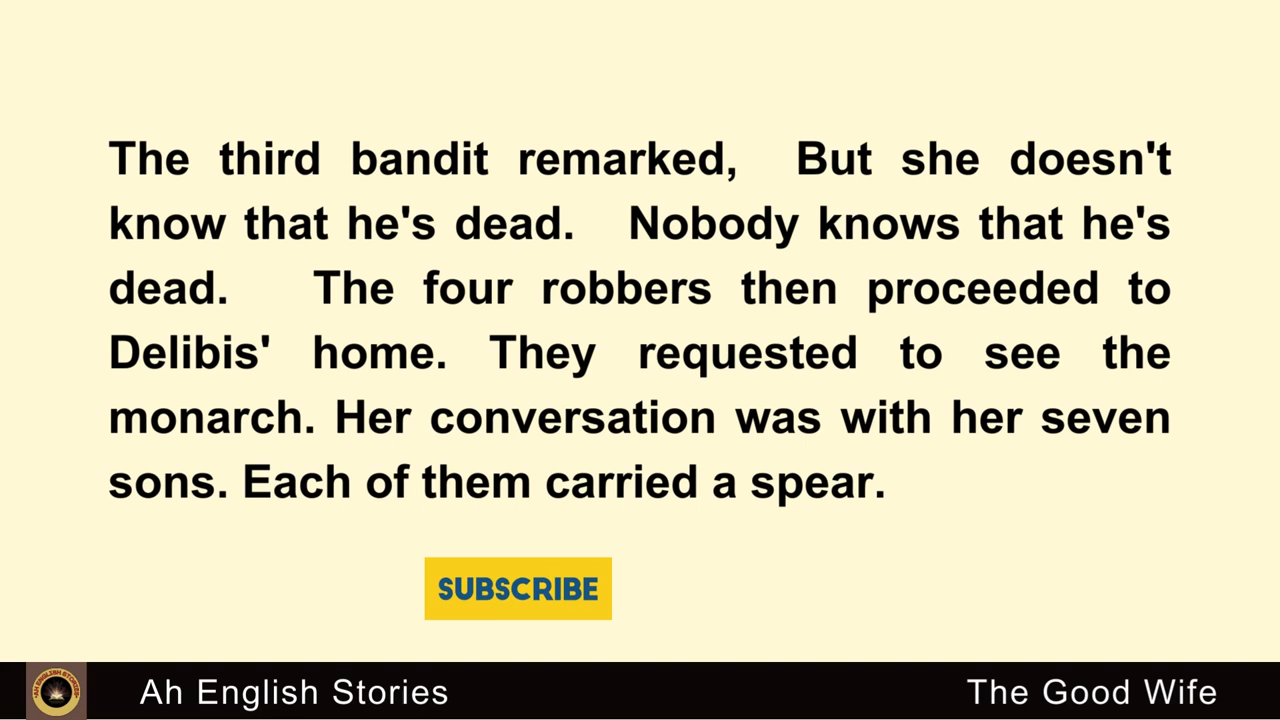 The third bandit remarked, But she doesn't
know that he's dead. Nobody knows that he's
dead. The four robbers then proceeded to
Delibis' home. They requested to see the
monarch. Her conversation was with her seven
sons. Each of them carried a spear.
SUBSCRIBE
Ah English Stories
The Good Wife